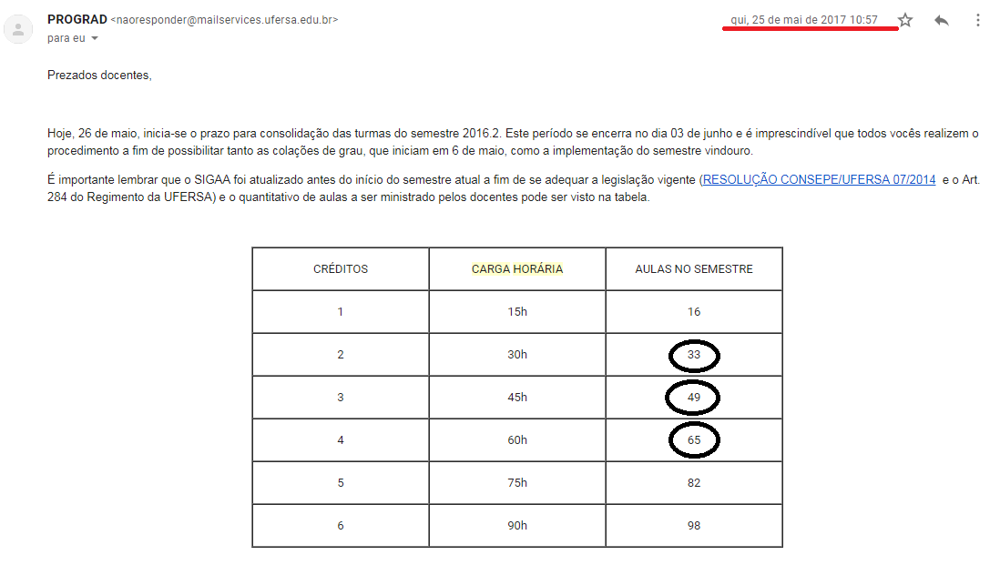 PROGRAD <naoresponder@mailservices.ufersa.edu.br>
qui, 25 de mai de 2017 10:57
para eu
Prezados docentes,
Hoje, 26 de maio, inicia-se o prazo para consolidação das turmas do semestre 2016.2. Este período se encerra no dia 03 de junho e é imprescindível que todos vocês realizem o
procedimento a fim de possibilitar tanto as colações de grau, que iniciam em 6 de maio, como a implementação do semestre vindouro.
É importante lembrar que o SIGAA foi atualizado antes do início do semestre atual a fim de se adequar a legislação vigente (RESOLUÇÃO CONSEPE/UFERSA 07/2014 e o Art.
284 do Regimento da UFERSA) e o quantitativo de aulas a ser ministrado pelos docentes pode ser visto na tabela.
CRÉDITOS CARGA HORÁRIA AULAS NO SEMESTRE
1 15h 16
2 30h 33
3 45h 49
4 60h 65
5 75h 82
6 90h 98